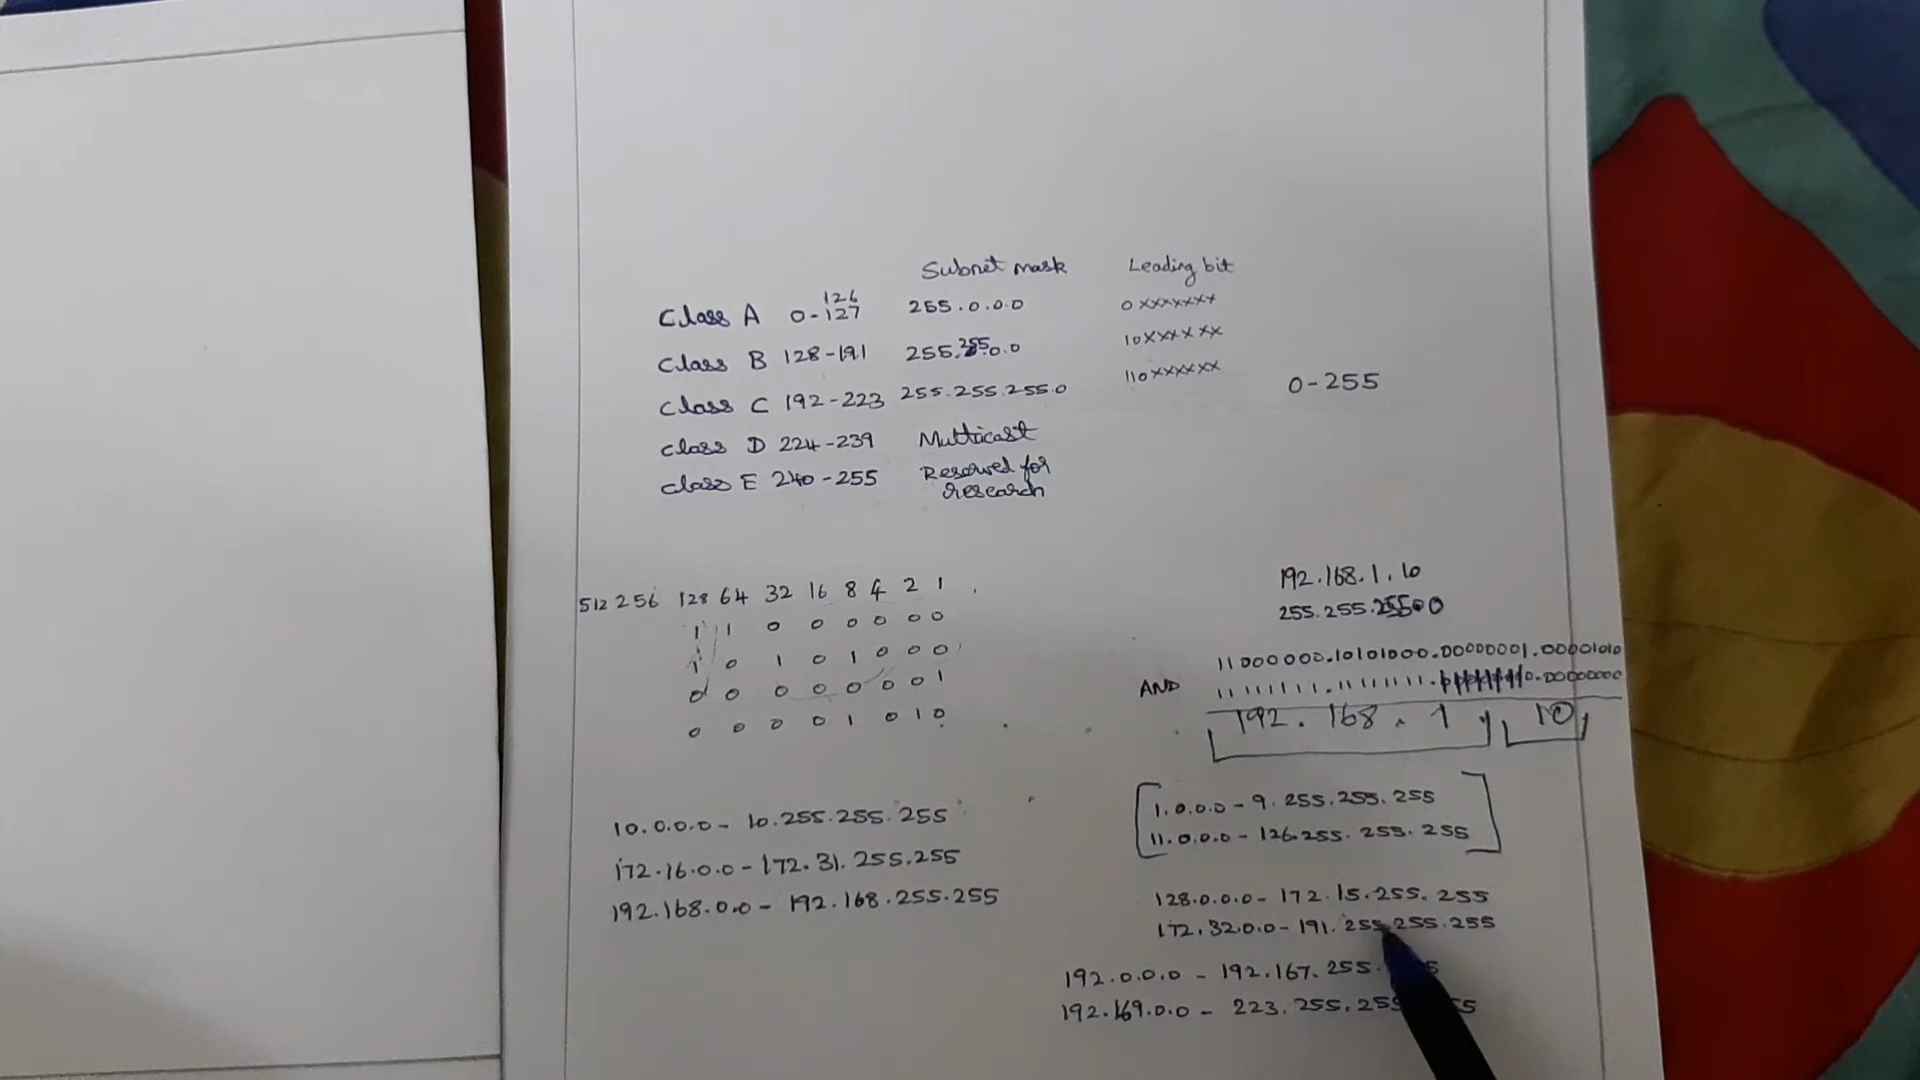 Subnet mask Leading bit
126
Class A 0-127 255.0.0.0 0xxxxxxx
Class B 128-191 255.255.0.0 10xxxxxx
Class C 192-223 255.255.255.0 110xxxxxx
0-255
Class D 224-239 Multicast
Class E 240-255 Reserved for
research
512 256 128 64 32 16 8 4 2 1
1 1 0 0 0 0 0 0
1 0 1 0 1 0 0 0
0 0 0 0 0 0 0 1
0 0 0 0 1 0 1 0
192.168.1.10
255.255.255.0
11000000.10101000.00000001.00001010
AND 11111111.11111111. .00000000
192.168.1 10
10.0.0.0- 10.255.255.255
172.16.0.0-172.31.255.255
192.168.0.0- 192.168.255.255
1.0.0.0-9.255.255.255
11.0.0.0-126.255.255.255
128.0.0.0-172.15.255.255
172.32.0.0-191.255.255.255
192.0.0.0 - 192.167.255.
192.169.0.0 - 223.255.255